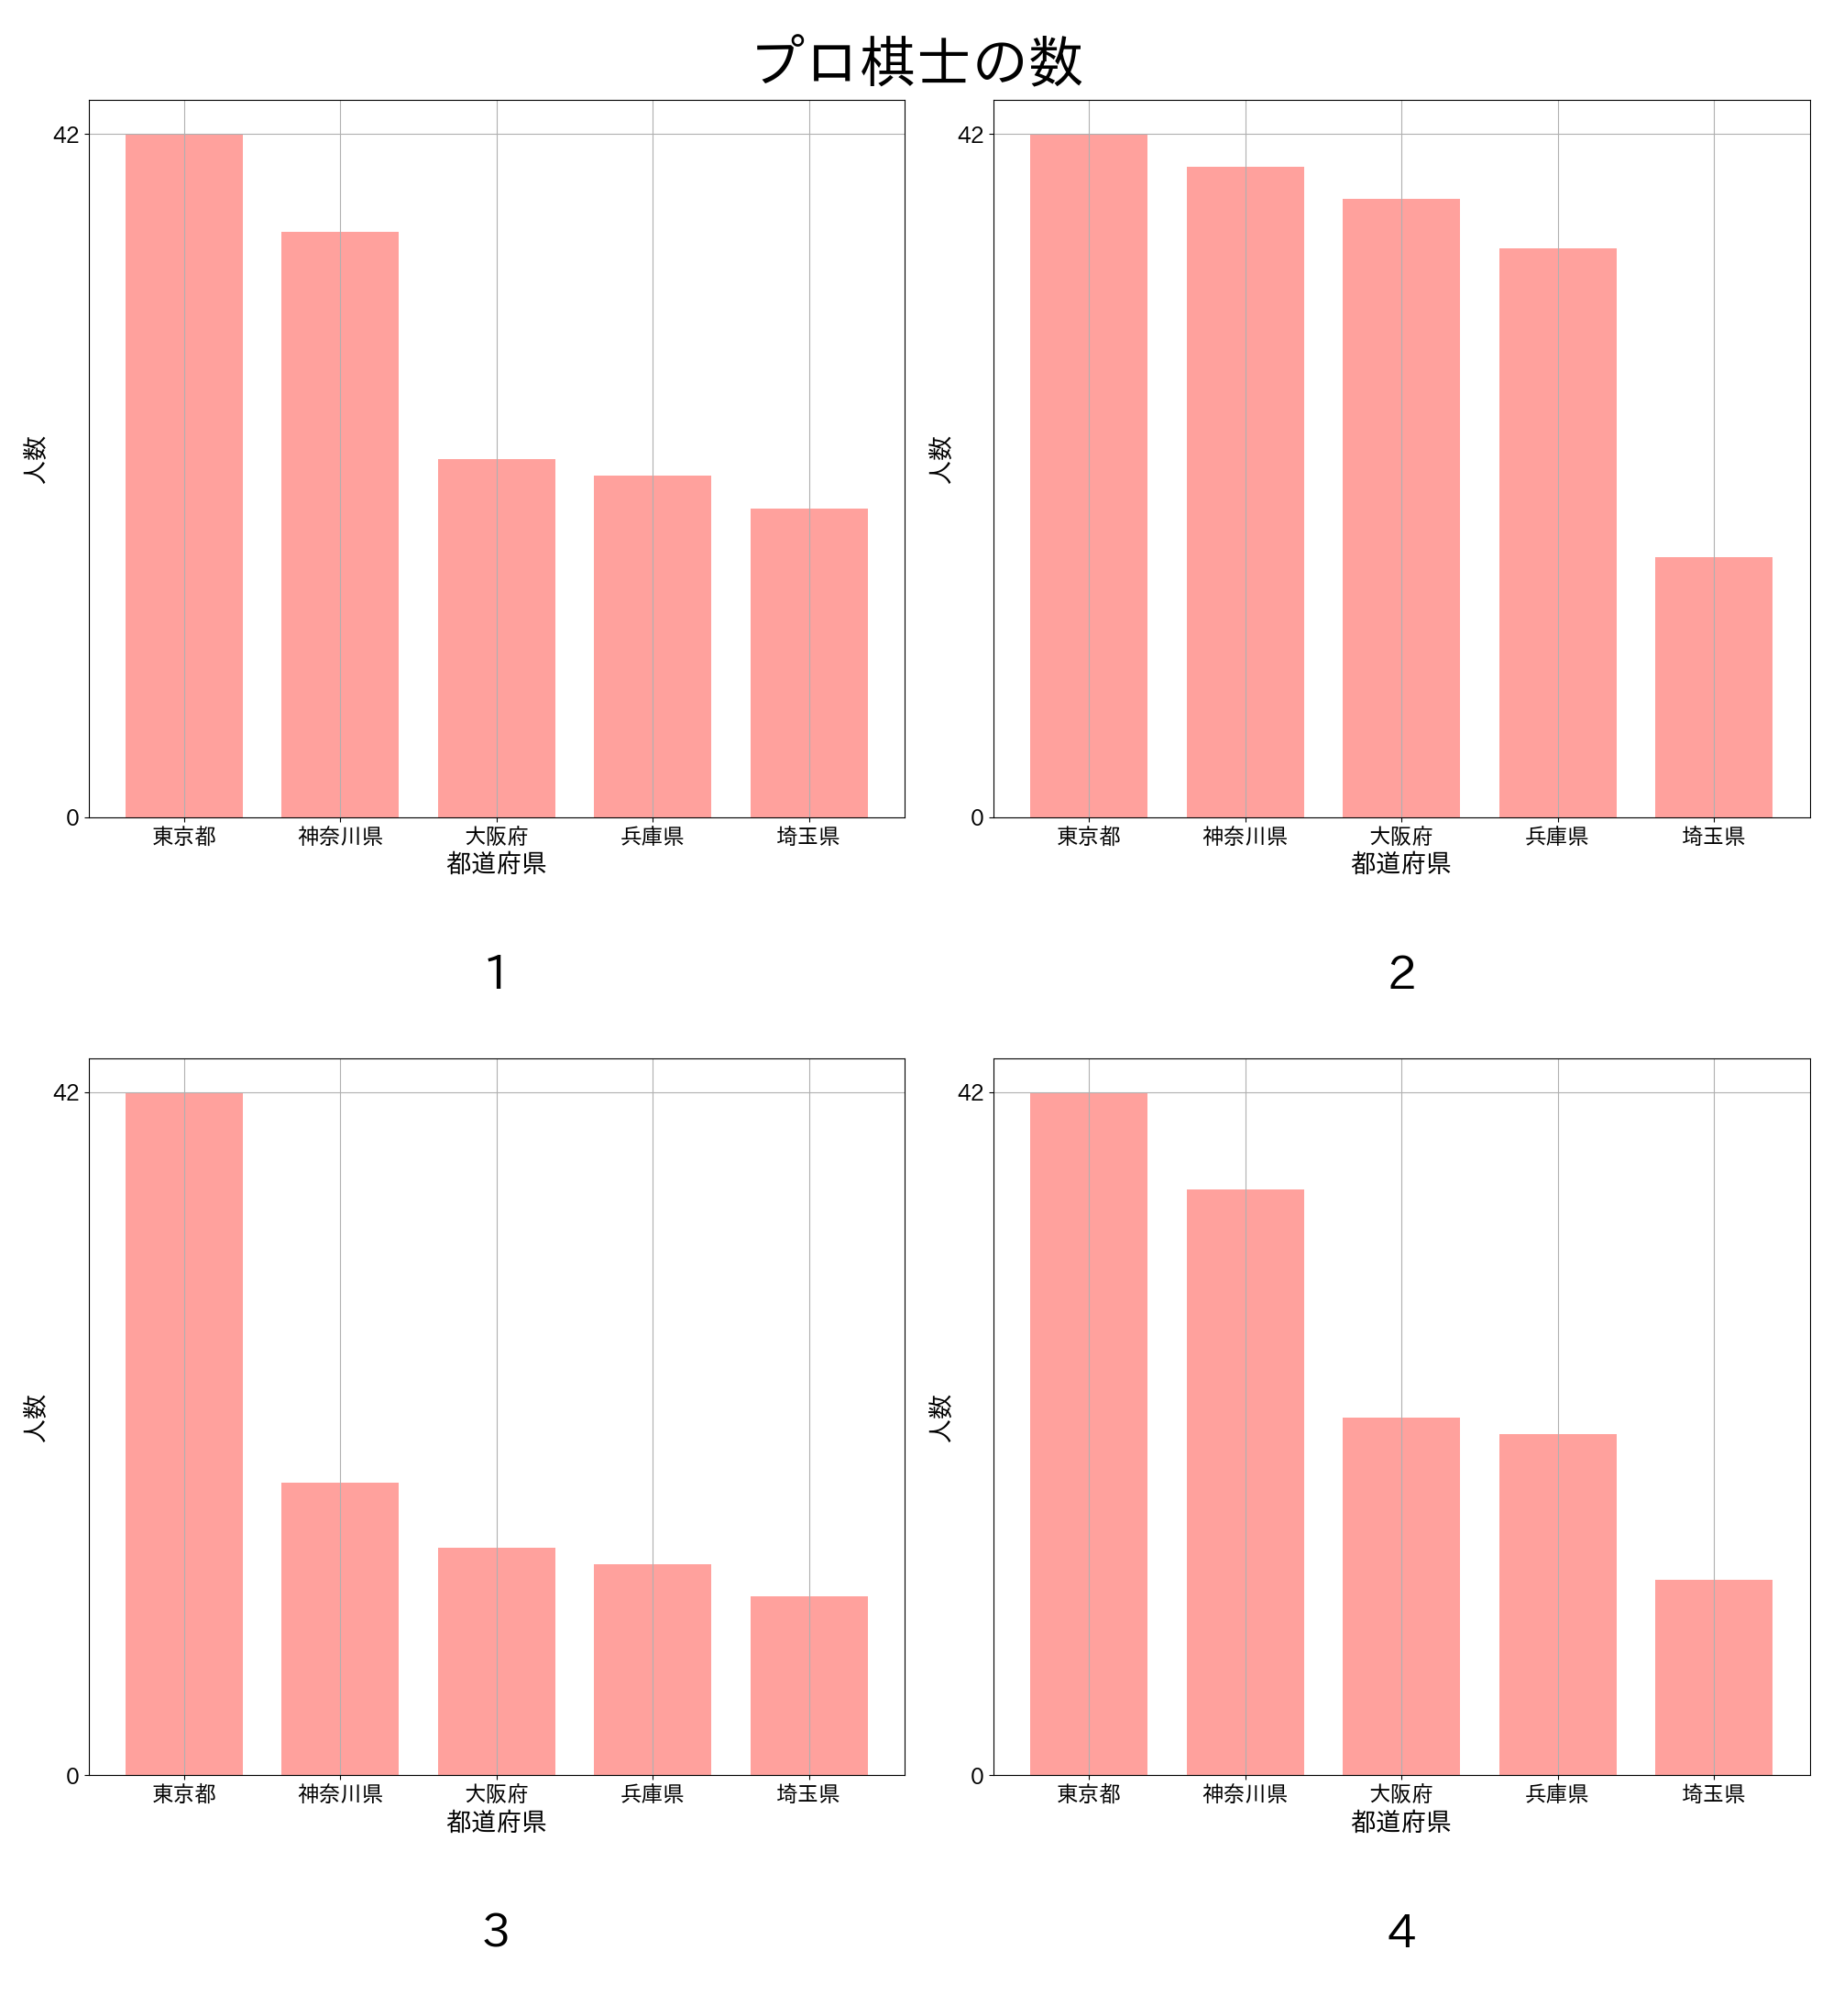 プロ棋士の数
42
人数
0
東京都 神奈川県 大阪府 兵庫県 埼玉県
都道府県
1
42
人数
0
東京都 神奈川県 大阪府 兵庫県 埼玉県
都道府県
2
42
人数
0
東京都 神奈川県 大阪府 兵庫県 埼玉県
都道府県
3
42
人数
0
東京都 神奈川県 大阪府 兵庫県 埼玉県
都道府県
4